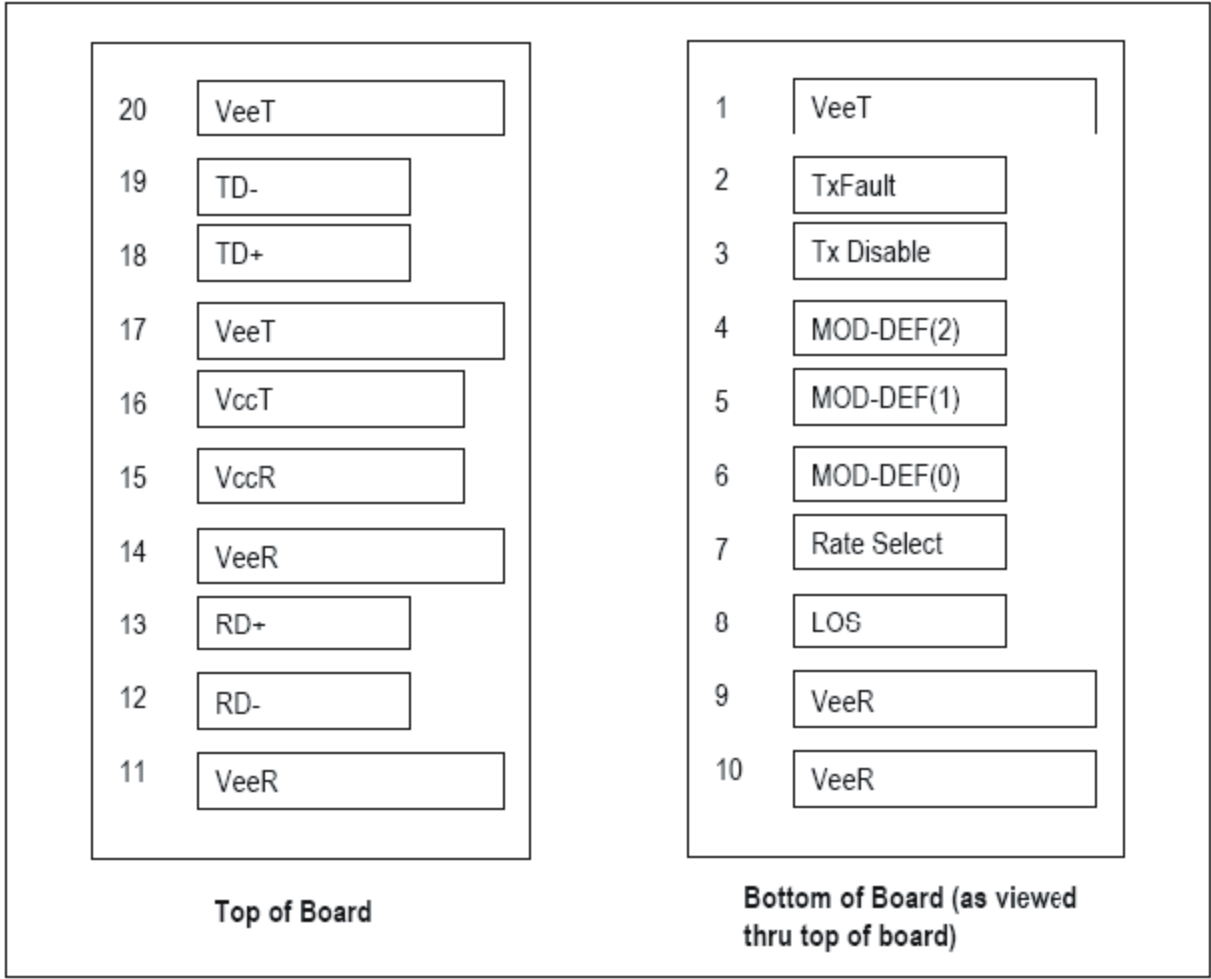 20 VeeT
19 TD-
18 TD+
17 VeeT
16 VccT
15 VccR
14 VeeR
13 RD+
12 RD-
11 VeeR
Top of Board
1 VeeT
2 TxFault
3 Tx Disable
4 MOD-DEF(2)
5 MOD-DEF(1)
6 MOD-DEF(0)
7 Rate Select
8 LOS
9 VeeR
10 VeeR
Bottom of Board (as viewed
thru top of board)